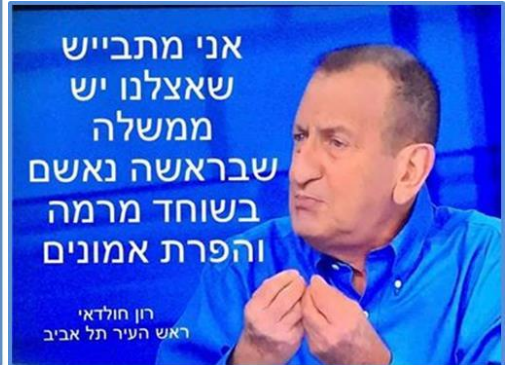 אני מתבייש
שאצלנו יש
ממשלה
שבראשה נאשם
בשוחד מרמה
והפרת אמונים
רון חולדאי
ראש העיר תל אביב